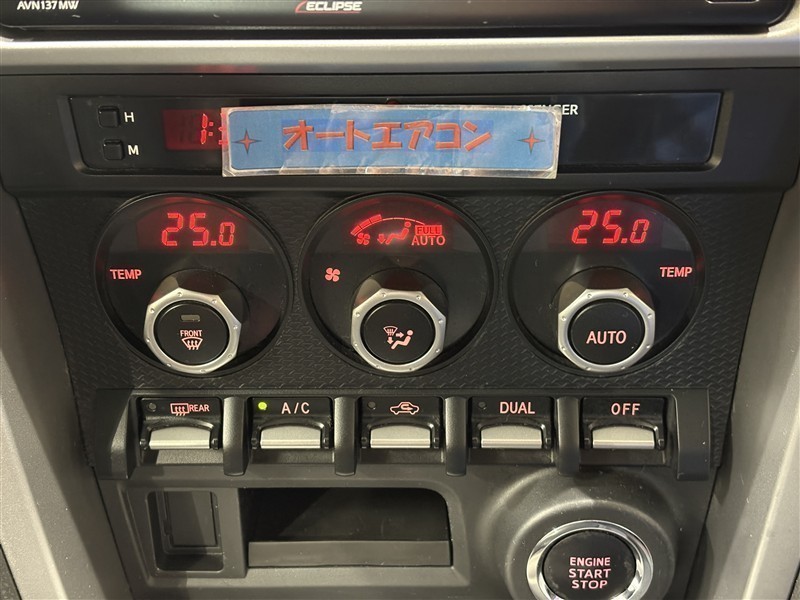 AVN137MW
ECLIPSE
H
M
オートエアコン
25.0
FULL
AUTO
25.0
TEMP
TEMP
FRONT
AUTO
REAR
A/C
DUAL
OFF
ENGINE
START
STOP